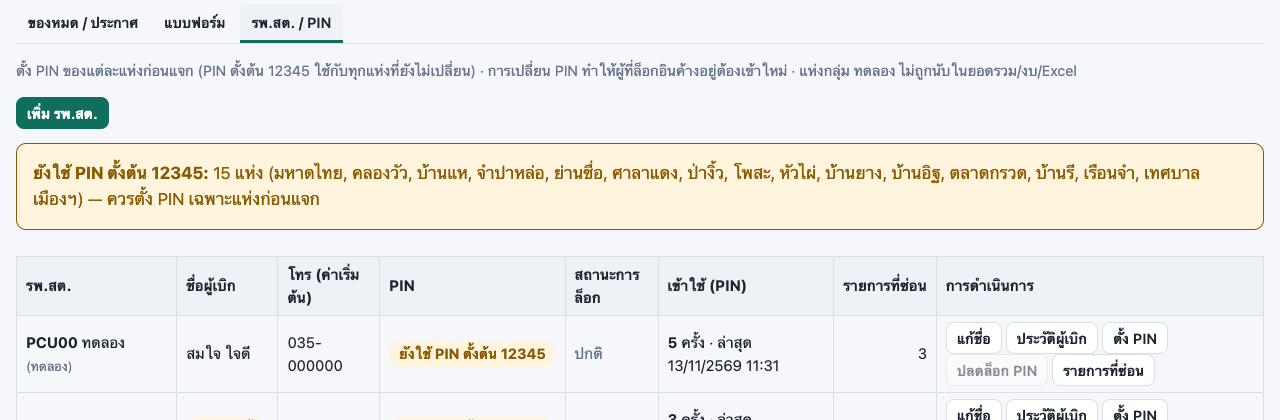 ของหมด / ประกาศ
แบบฟอร์ม
รพ.สต. / PIN
ตั้ง PIN ของแต่ละแห่งก่อนแจก (PIN ตั้งต้น 12345 ใช้กับทุกแห่งที่ยังไม่เปลี่ยน) · การเปลี่ยน PIN ทำให้ผู้ที่ล็อกอินค้างอยู่ต้องเข้าใหม่ · แห่งกลุ่ม ทดลอง ไม่ถูกนับในยอดรวม/งบ/Excel
เพิ่ม รพ.สต.
ยังใช้ PIN ตั้งต้น 12345: 15 แห่ง (มหาดไทย, คลองวัว, บ้านแห, จำปาหล่อ, ย่านซื่อ, ศาลาแดง, ป่างิ้ว, โพสะ, หัวไผ่, บ้านยาง, บ้านอิฐ, ตลาดกรวด, บ้านรี, เรือนจำ, เทศบาล
เมืองฯ) — ควรตั้ง PIN เฉพาะแห่งก่อนแจก
รพ.สต.
ชื่อผู้เบิก
โทร (ค่าเริ่ม
ต้น)
PIN
สถานะการ
ล็อก
เข้าใช้ (PIN)
รายการที่ซ่อน
การดำเนินการ
PCU00 ทดลอง
(ทดลอง)
สมใจ ใจดี
035-
000000
ยังใช้ PIN ตั้งต้น 12345
ปกติ
5 ครั้ง · ล่าสุด
13/11/2569 11:31
3
แก้ชื่อ
ประวัติผู้เบิก
ตั้ง PIN
ปลดล็อก PIN
รายการที่ซ่อน
3 ครั้ง · ล่าสุด
แก้ชื่อ
ประวัติผู้เบิก
ตั้ง PIN